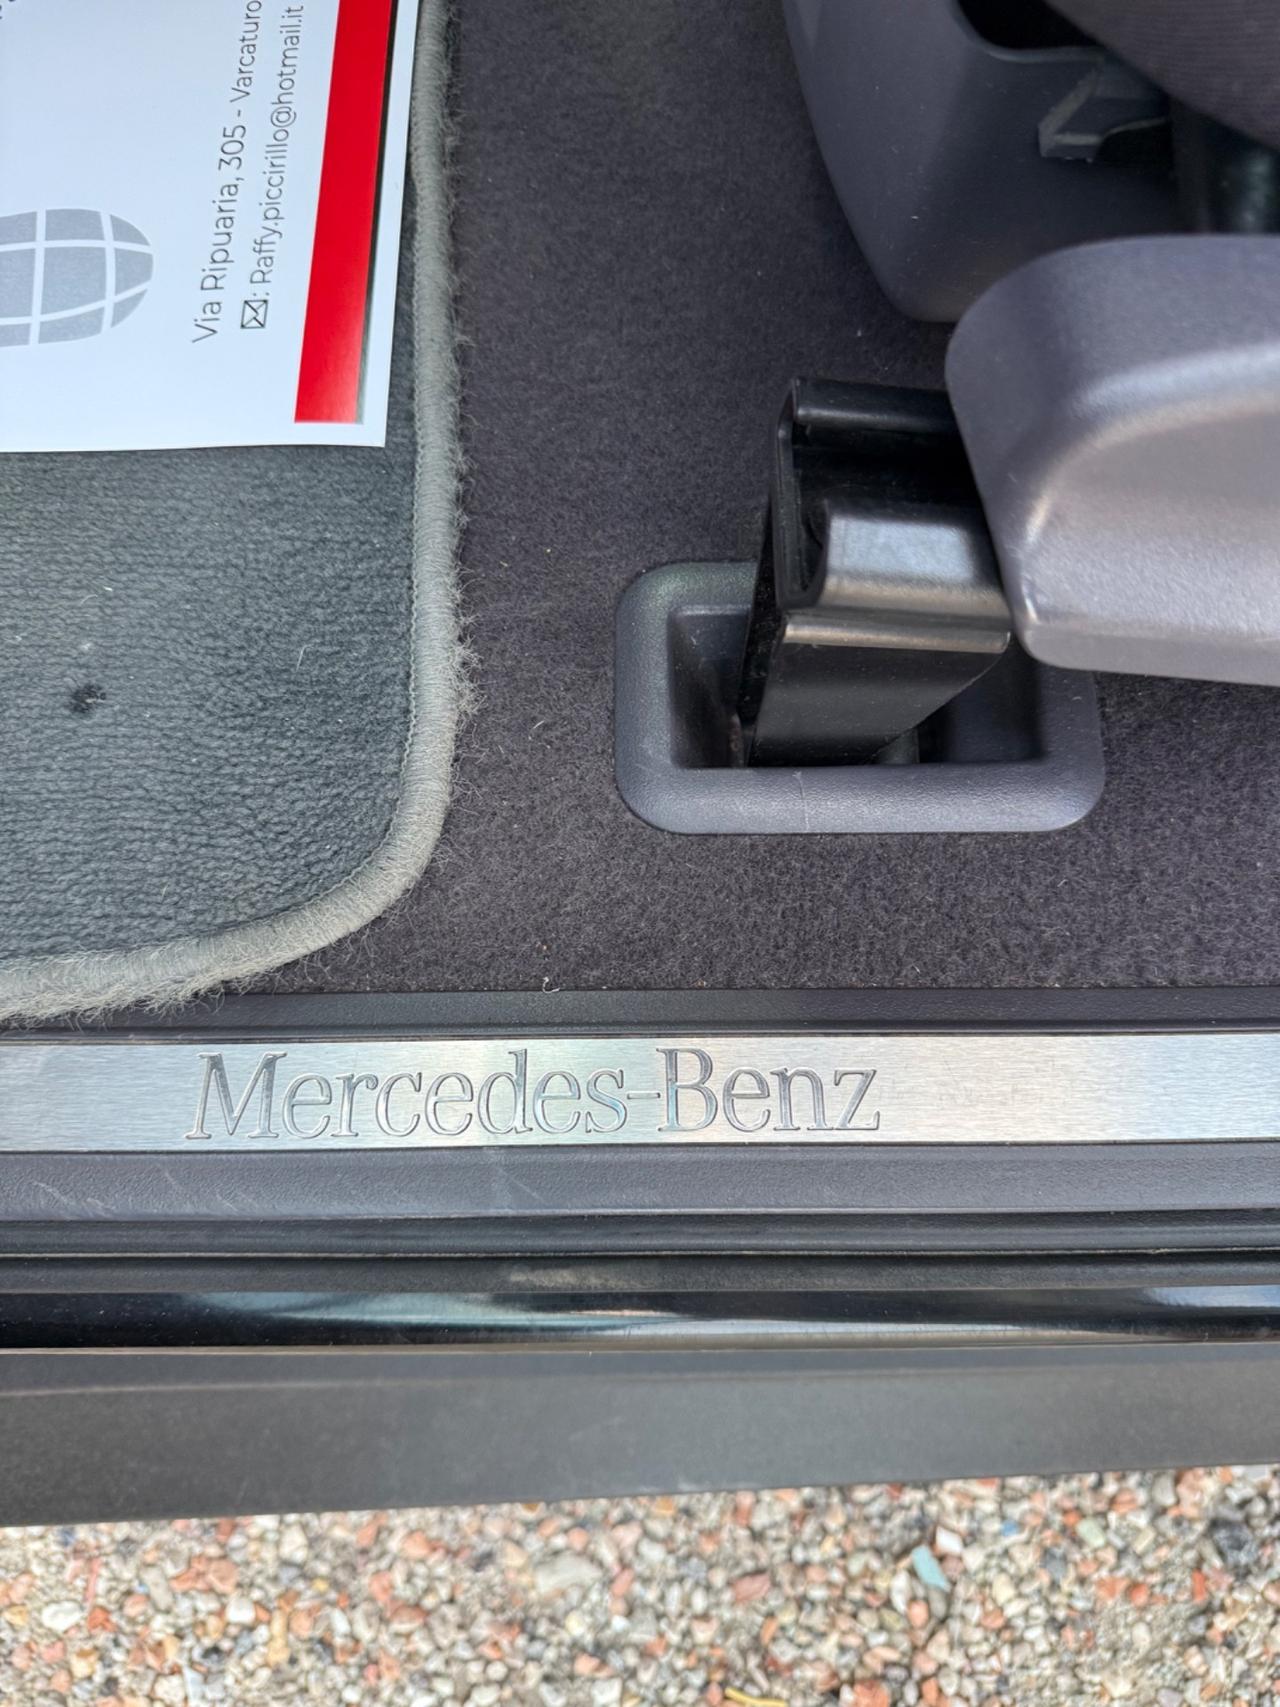 Via Ripuaria, 305 - Varcaturo
✉: Raffy.piccirillo@hotmail.it
Mercedes-Benz